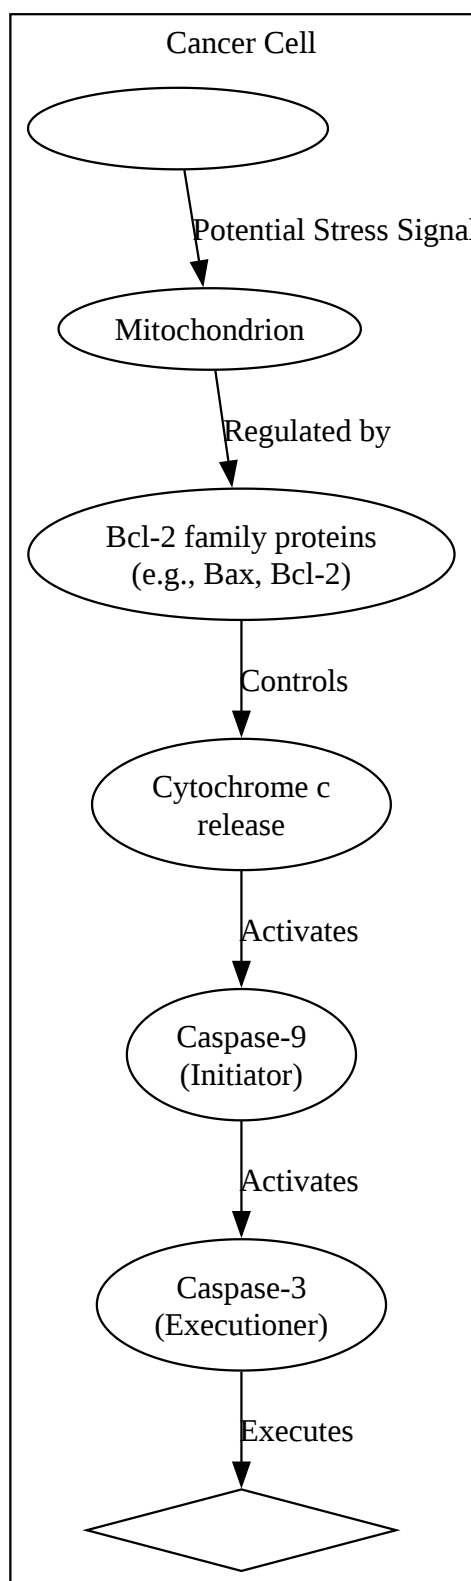 Cancer Cell
Potential Stress Signal
Mitochondrion
Regulated by
Bcl-2 family proteins
(e.g., Bax, Bcl-2)
Controls
Cytochrome c
release
Activates
Caspase-9
(Initiator)
Activates
Caspase-3
(Executioner)
Executes